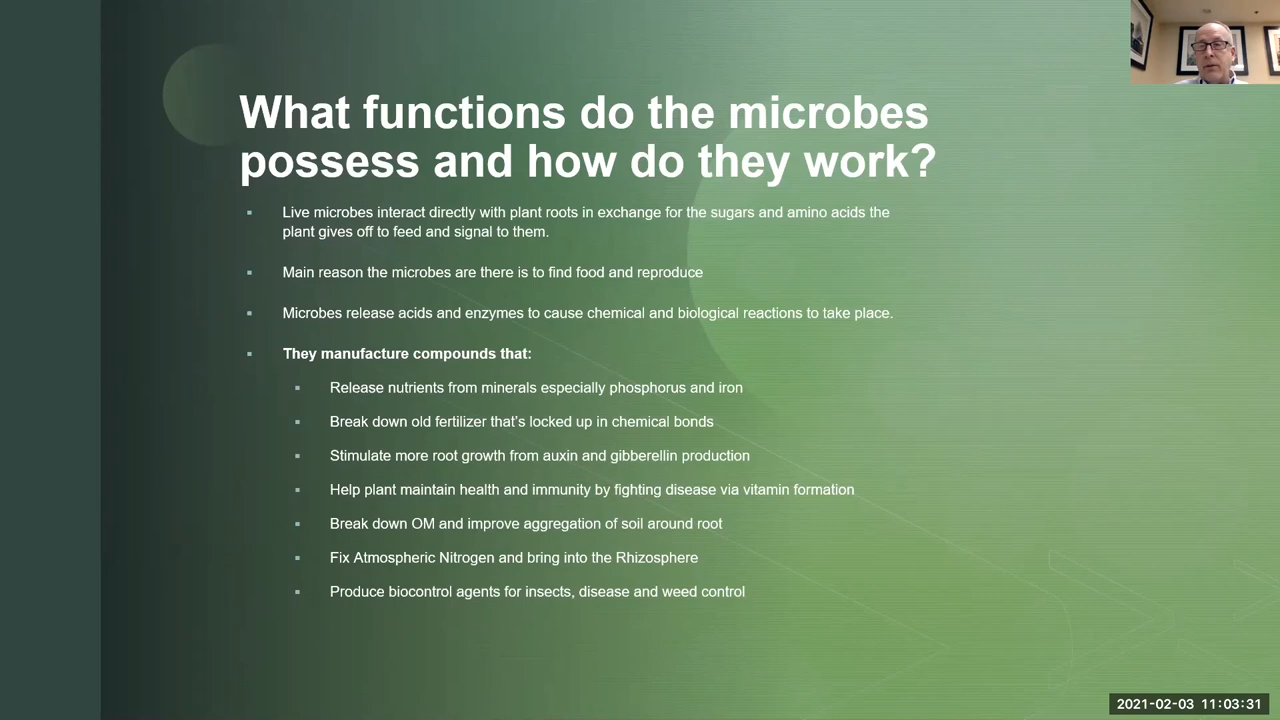 What functions do the microbes
possess and how do they work?
Live microbes interact directly with plant roots in exchange for the sugars and amino acids the
plant gives off to feed and signal to them.
Main reason the microbes are there is to find food and reproduce
Microbes release acids and enzymes to cause chemical and biological reactions to take place.
They manufacture compounds that:
Release nutrients from minerals especially phosphorus and iron
Break down old fertilizer that’s locked up in chemical bonds
Stimulate more root growth from auxin and gibberellin production
Help plant maintain health and immunity by fighting disease via vitamin formation
Break down OM and improve aggregation of soil around root
Fix Atmospheric Nitrogen and bring into the Rhizosphere
Produce biocontrol agents for insects, disease and weed control
2021-02-03 11:03:31